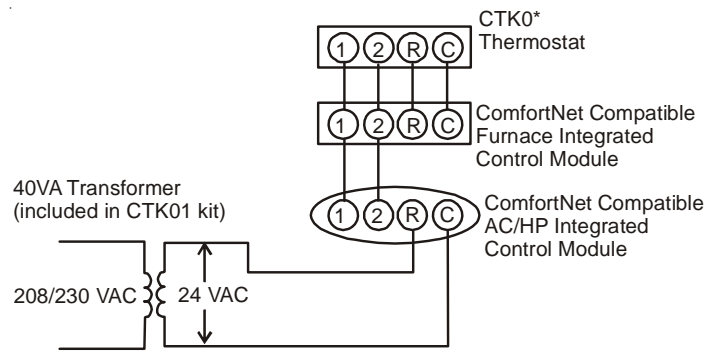 CTK0*
Thermostat
1 2 R C
1 2 R C
ComfortNet Compatible
Furnace Integrated
Control Module
40VA Transformer
(included in CTK01 kit)
1 2 R C
ComfortNet Compatible
AC/HP Integrated
Control Module
208/230 VAC
24 VAC